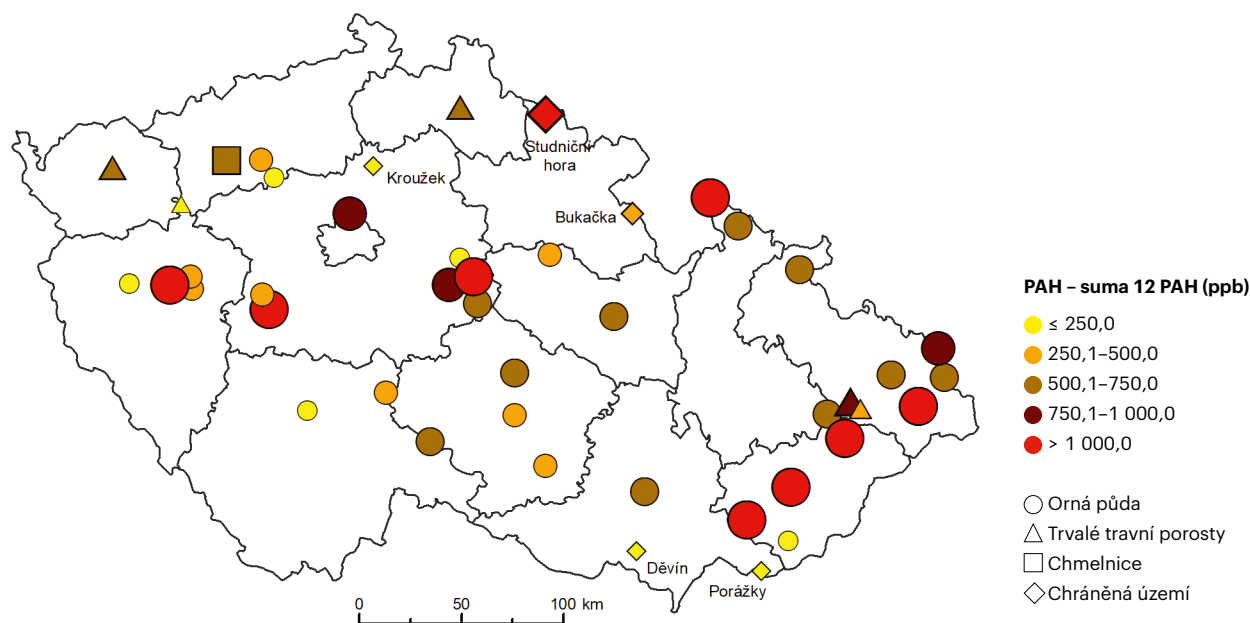 Studniční
hora
Kroužek
Bukačka
Děvín
Porážky
0 50 100 km
PAH – suma 12 PAH (ppb)
≤ 250,0
250,1–500,0
500,1–750,0
750,1–1 000,0
> 1 000,0
Orná půda
Trvalé travní porosty
Chmelnice
Chráněná území